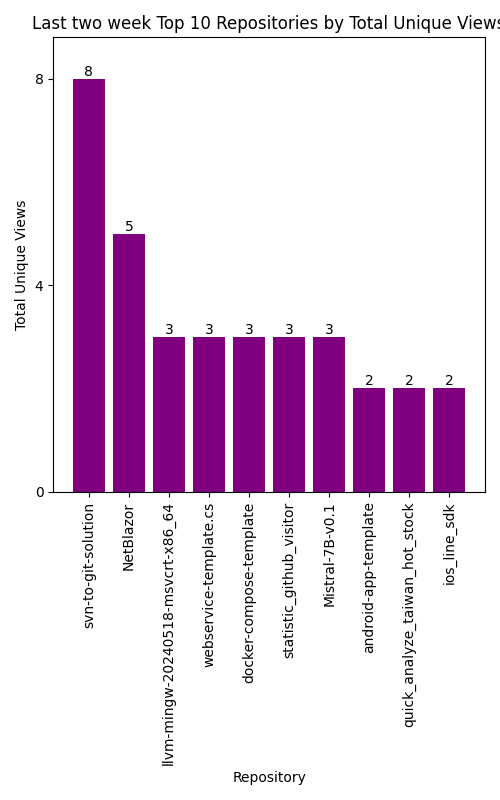 Last two week Top 10 Repositories by Total Unique Views
8
4
0
Total Unique Views
8
5
3
3
3
3
3
2
2
2
svn-to-git-solution
NetBlazor
llvm-mingw-20240518-msvcrt-x86_64
webservice-template.cs
docker-compose-template
statistic_github_visitor
Mistral-7B-v0.1
android-app-template
quick_analyze_taiwan_hot_stock
ios_line_sdk
Repository